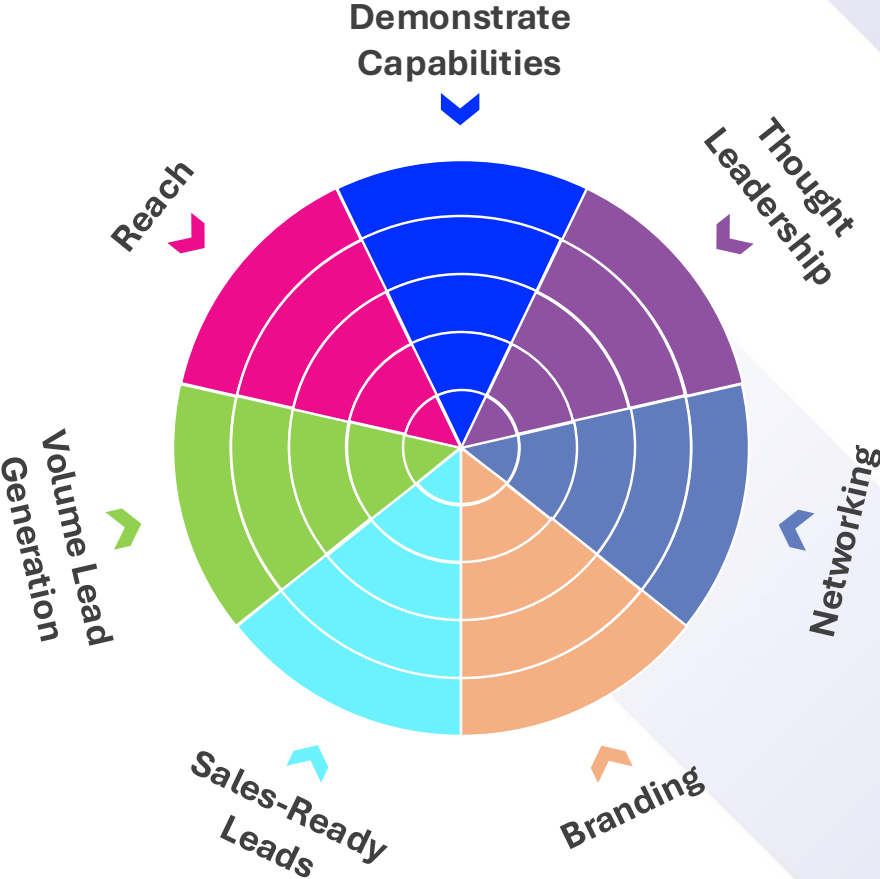 Demonstrate
Capabilities
Thought
Leadership
Networking
Branding
Sales-Ready
Leads
Volume Lead
Generation
Reach